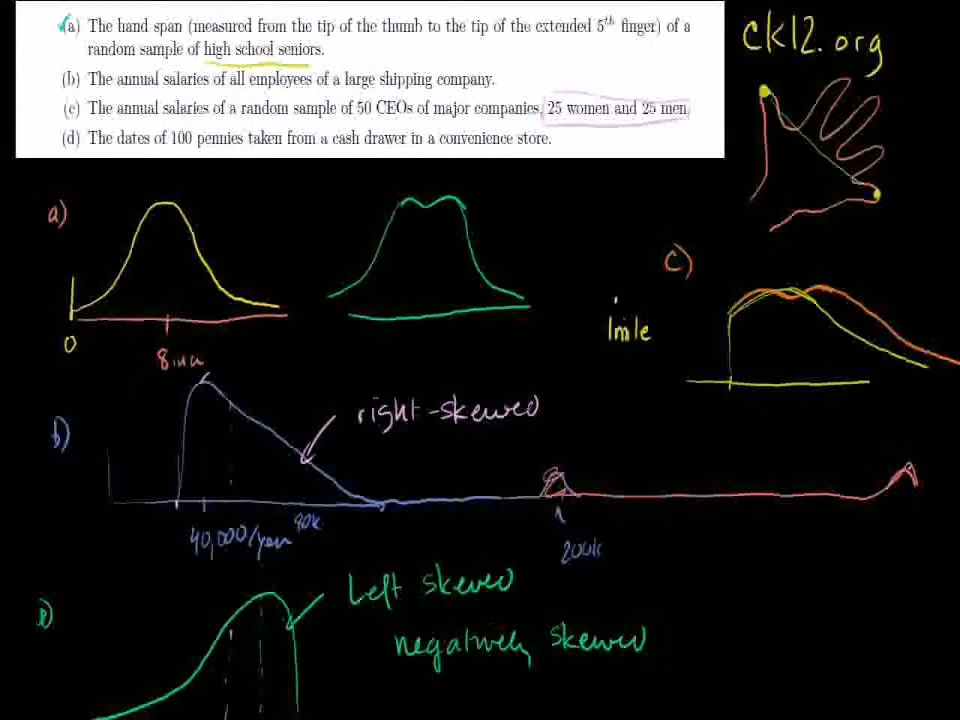 (a) The hand span (measured from the tip of the thumb to the tip of the extended 5th finger) of a
random sample of high school seniors.
(b) The annual salaries of all employees of a large shipping company.
(c) The annual salaries of a random sample of 50 CEOs of major companies, 25 women and 25 men.
(d) The dates of 100 pennies taken from a cash drawer in a convenience store.
ck12.org
a)
c)
0
8
1mile
b)
right-skewed
40,000/year
80k
200k
Left skewed
negatively skewed